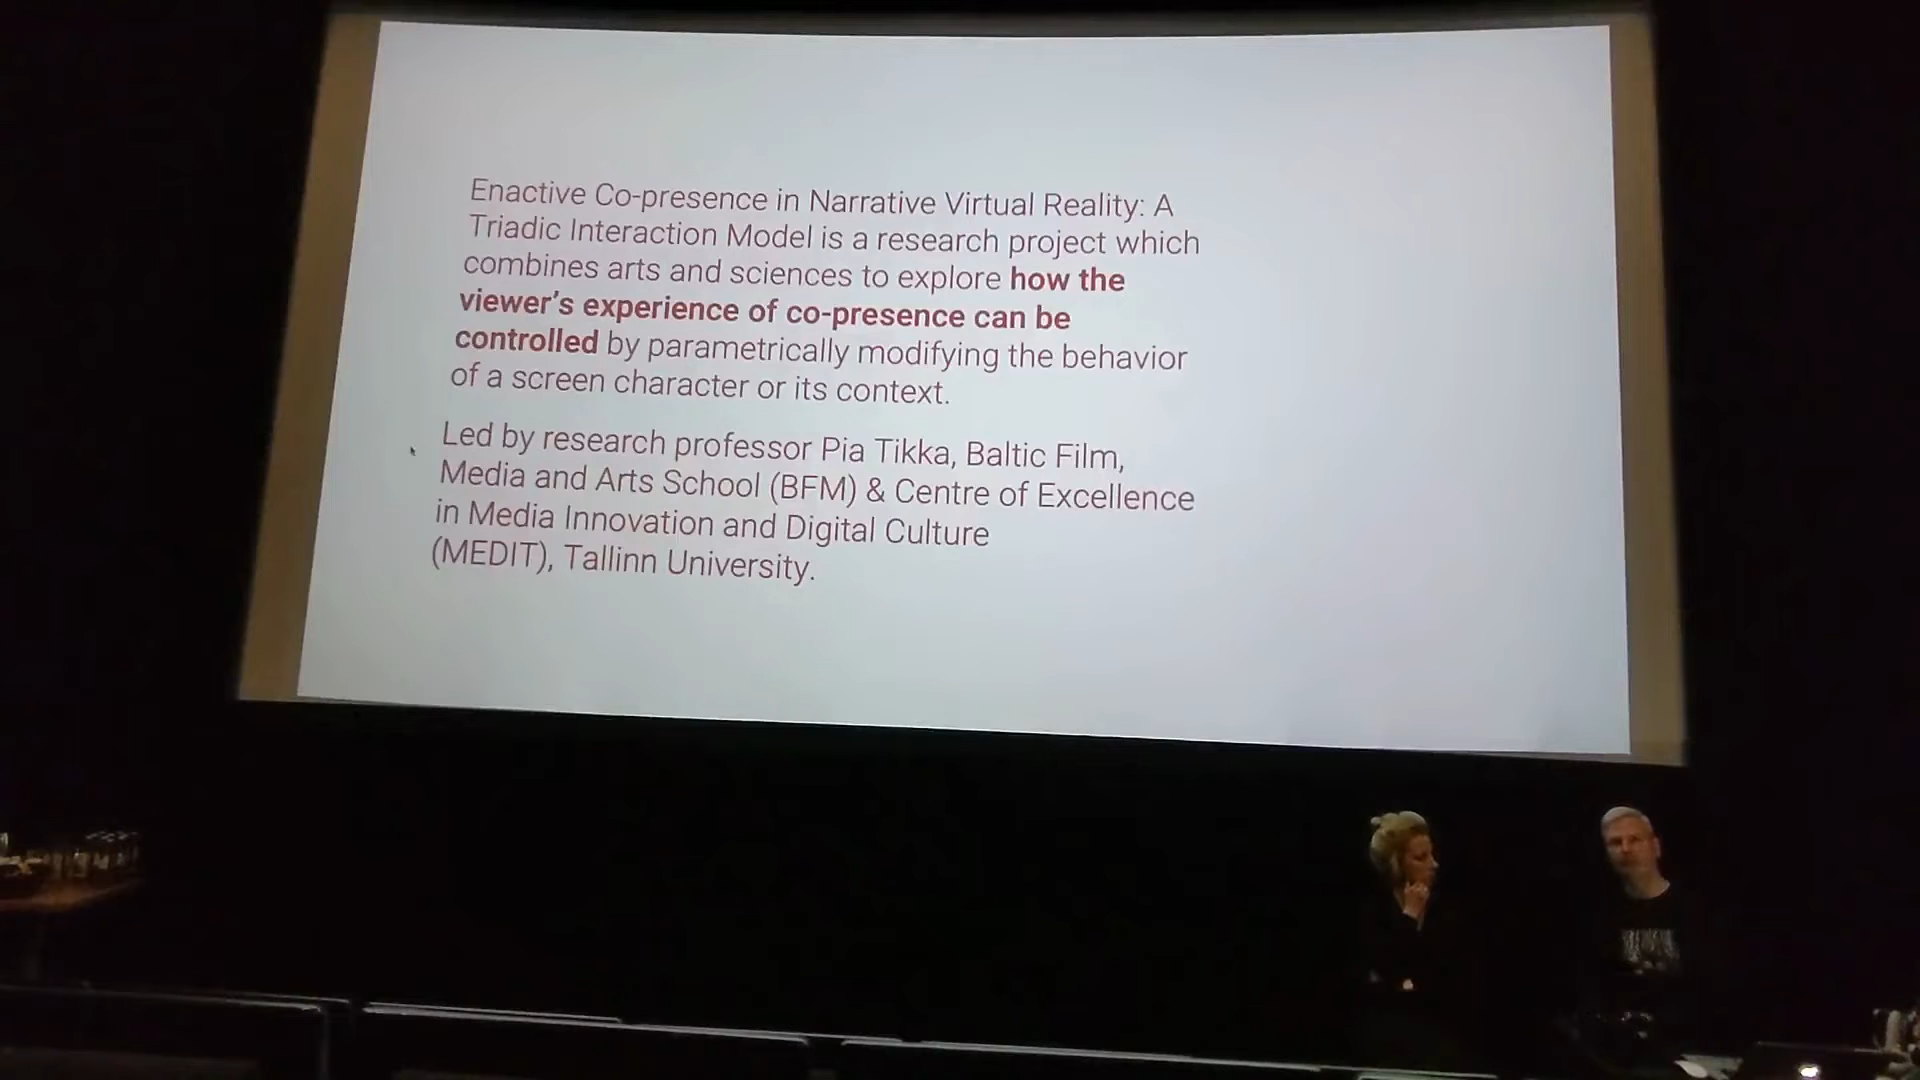 Enactive Co-presence in Narrative Virtual Reality: A
Triadic Interaction Model is a research project which
combines arts and sciences to explore how the
viewer's experience of co-presence can be
controlled by parametrically modifying the behavior
of a screen character or its context.
Led by research professor Pia Tikka, Baltic Film,
Media and Arts School (BFM) & Centre of Excellence
in Media Innovation and Digital Culture
(MEDIT), Tallinn University.